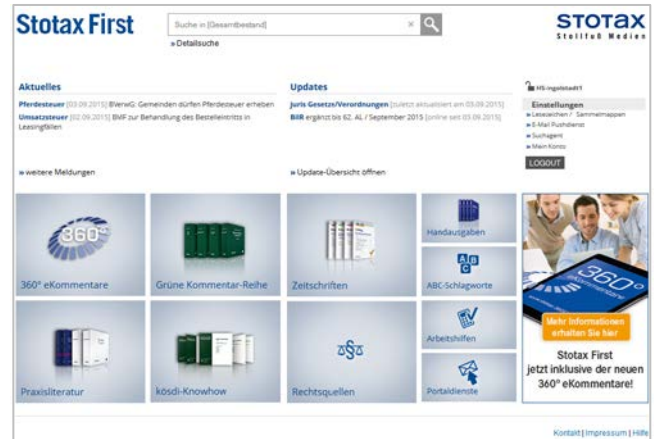 Stotax First
Suche in [Gesamtbestand]
» Detailsuche
STOTAX
Stollfuß Medien
Aktuelles
Pferdesteuer [03.09.2015] BVerwG: Gemeinden dürfen Pferdesteuer erheben
Umsatzsteuer [02.09.2015] BMF zur Behandlung des Bestelleintritts in
Leasingfällen
» weitere Meldungen
Updates
juris Gesetze/Verordnungen [zuletzt aktualisiert am 03.09.2015]
BilR ergänzt bis 62. AL / September 2015 [online seit 03.09.2015]
» Update-Übersicht öffnen
HS-Ingolstadt1
Einstellungen
» Lesezeichen / Sammelmappen
» E-Mail Pushdienst
» Suchagent
» Mein Konto
LOGOUT
360°
360° eKommentare
Grüne Kommentar-Reihe
Zeitschriften
Handausgaben
A B
C
ABC-Schlagworte
Praxisliteratur
kösdi-Knowhow
§
Rechtsquellen
Arbeitshilfen
Portaldienste
360°
eKommentare
Mehr Informationen
erhalten Sie hier
Stotax First
jetzt inklusive der neuen
360° eKommentare!
Kontakt | Impressum | Hilfe